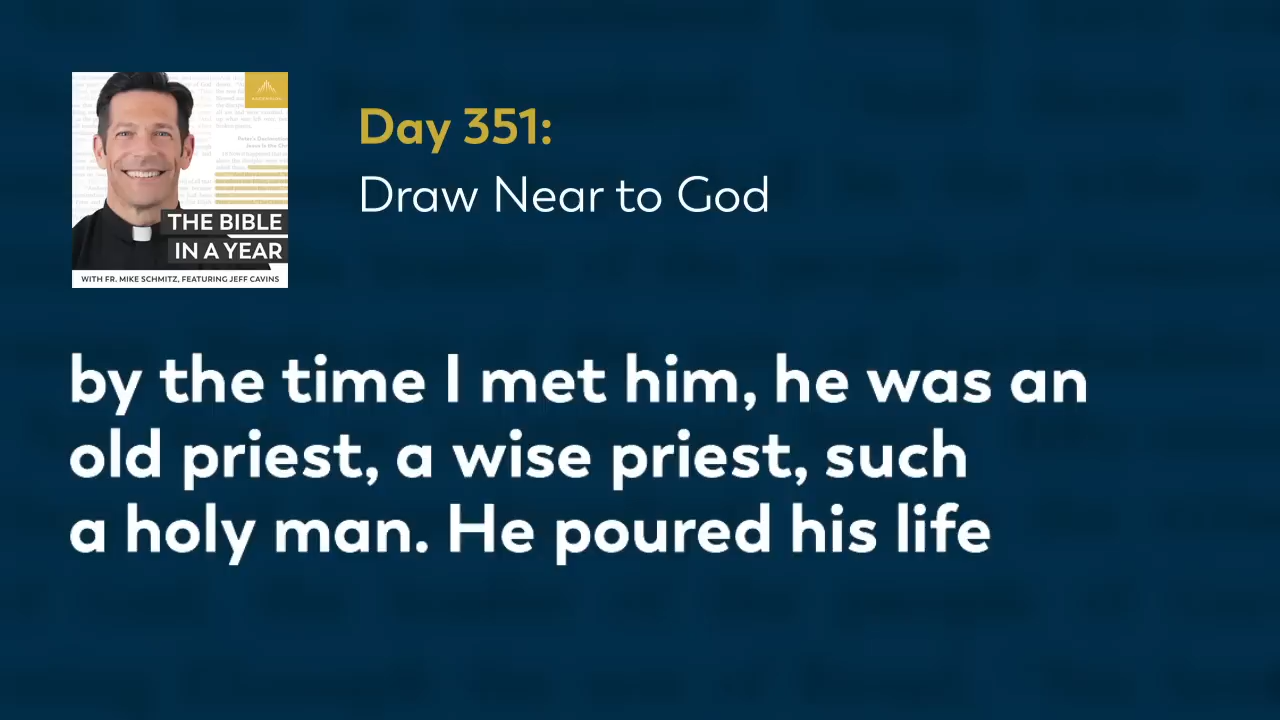 Day 351:
Draw Near to God
THE BIBLE
IN A YEAR
WITH FR. MIKE SCHMITZ, FEATURING JEFF CAVINS
by the time I met him, he was an
old priest, a wise priest, such
a holy man. He poured his life